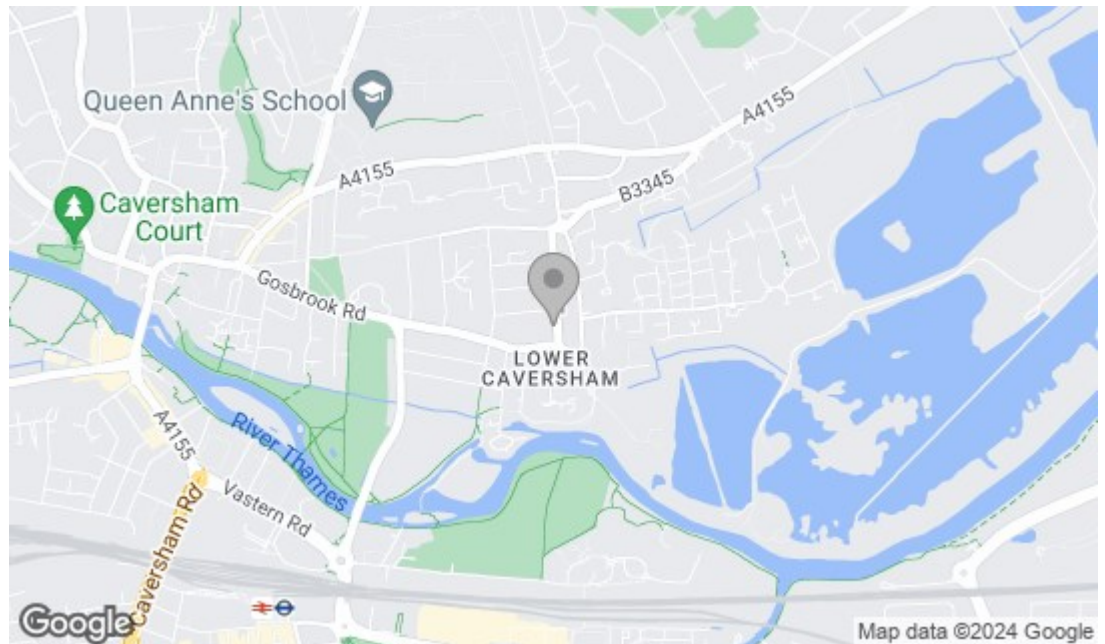 Queen Anne's School
A4155
A4155
B3345
Caversham
Court
Gosbrook Rd
LOWER
CAVERSHAM
River Thames
A4155
Vastern Rd
Caversham Rd
Google
Map data ©2024 Google